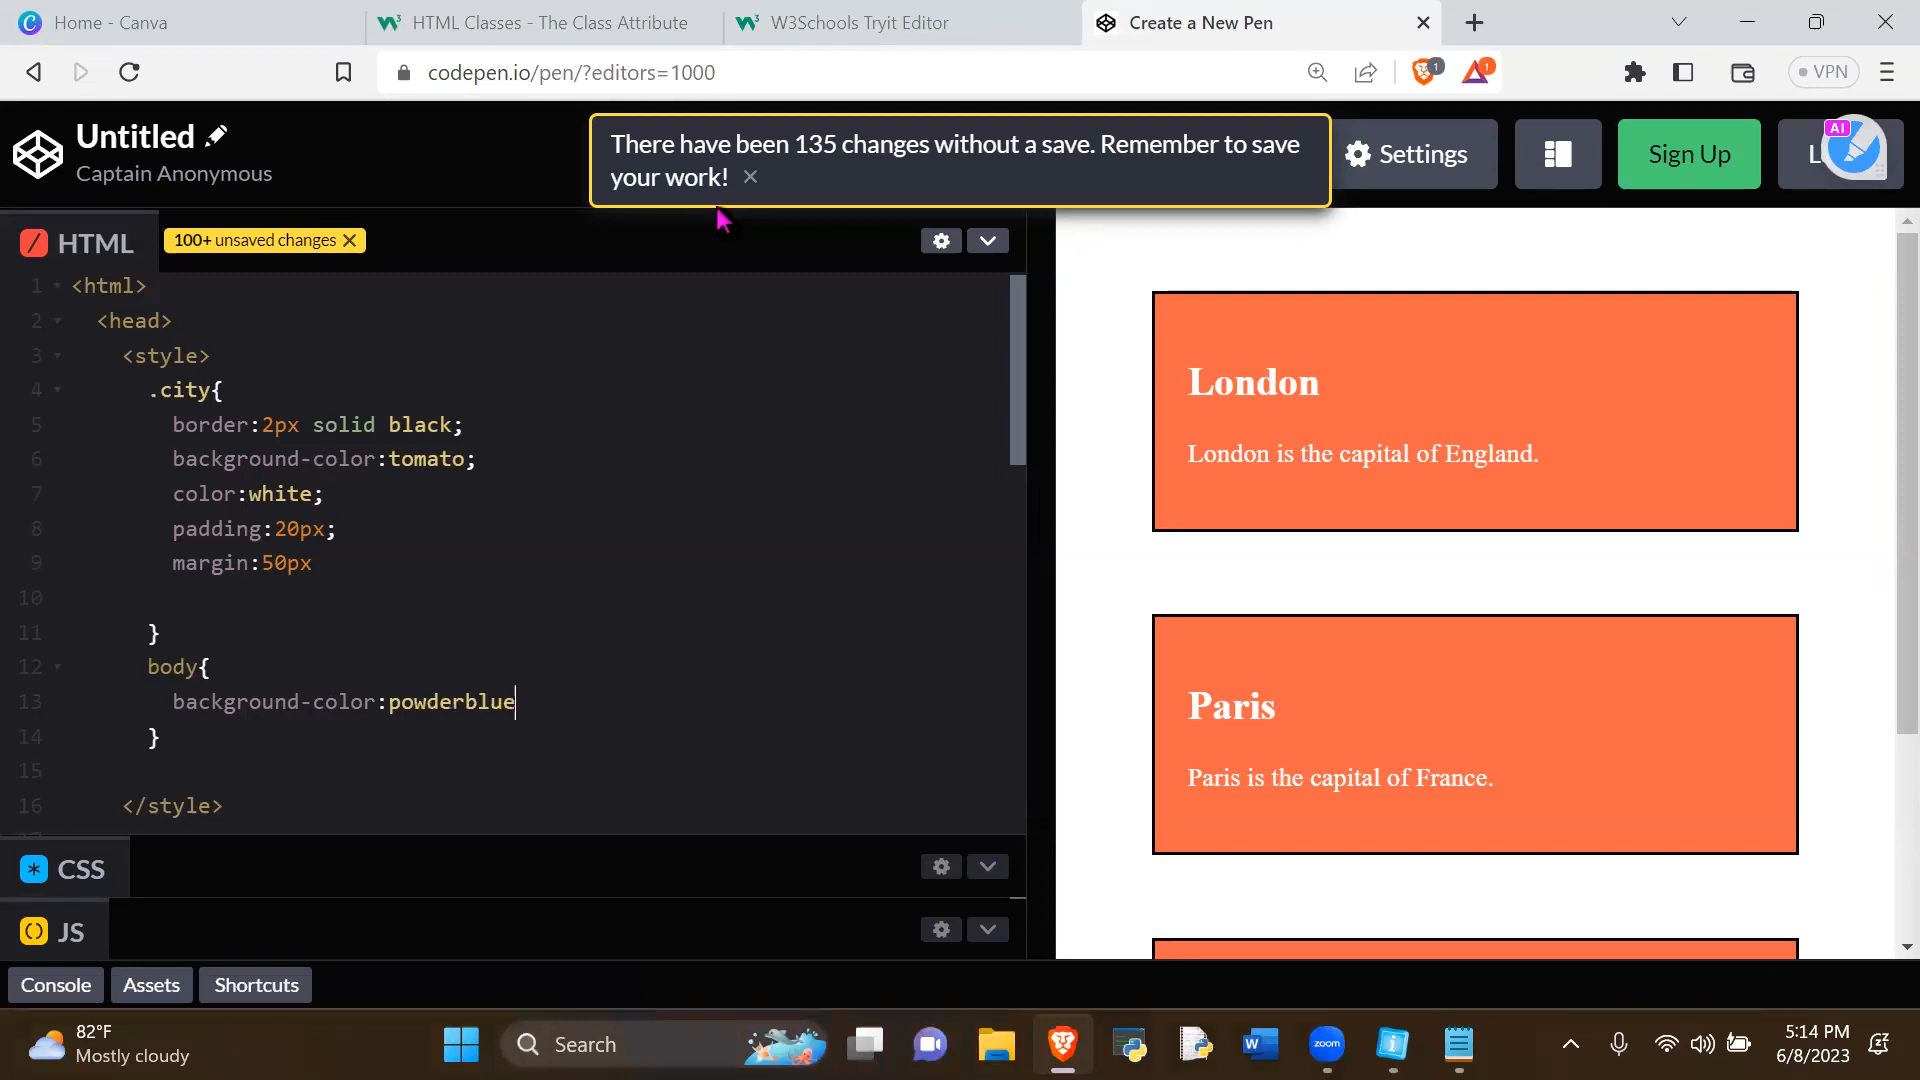 Home - Canva
HTML Classes - The Class Attribute
W3Schools Tryit Editor
Create a New Pen
codepen.io/pen/?editors=1000
1
1
VPN
Untitled
Captain Anonymous
There have been 135 changes without a save. Remember to save
your work! ×
Settings
Sign Up
L
AI
HTML
100+ unsaved changes ×
1 <html>
2 <head>
3 <style>
4 .city{
5 border:2px solid black;
6 background-color:tomato;
7 color:white;
8 padding:20px;
9 margin:50px
10
11 }
12 body{
13 background-color:powderblue
14 }
15
16 </style>
CSS
JS
London
London is the capital of England.
Paris
Paris is the capital of France.
Console
Assets
Shortcuts
82°F
Mostly cloudy
Search
zoom
5:14 PM
6/8/2023